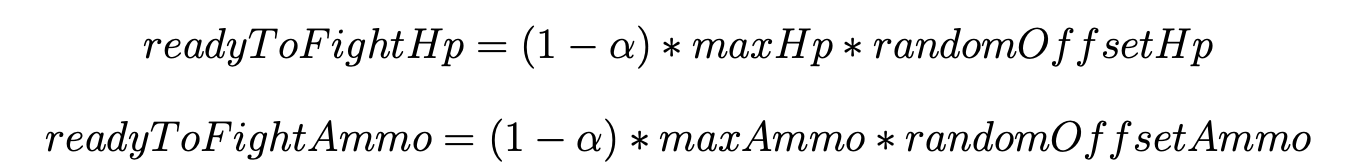 readyToFightHp = (1 − α) * maxHp * randomOffsetHp
readyToFightAmmo = (1 − α) * maxAmmo * randomOffsetAmmo